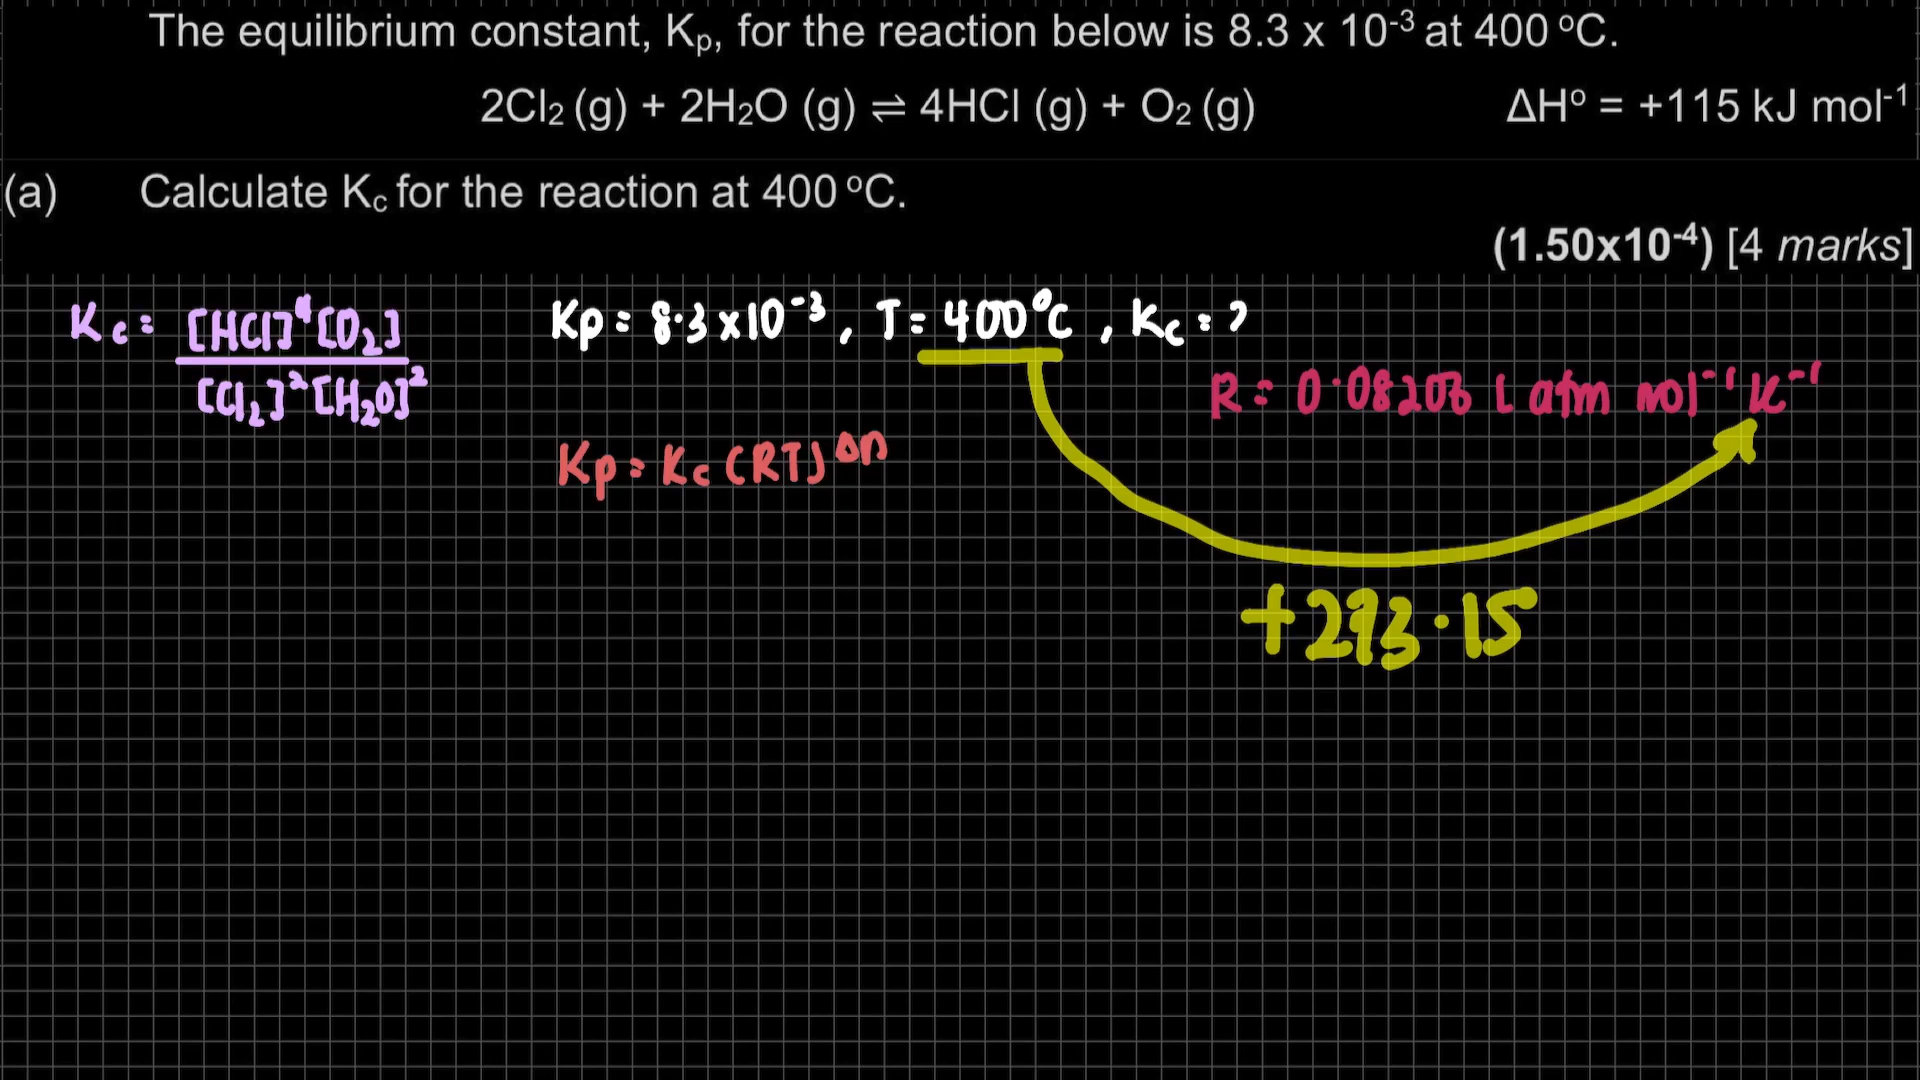 The equilibrium constant, Kₚ, for the reaction below is 8.3 x 10⁻³ at 400 ºC.
2Cl₂ (g) + 2H₂O (g) ⇌ 4HCl (g) + O₂ (g) ΔHº = +115 kJ mol⁻¹
(a) Calculate K꜀ for the reaction at 400 ºC.
(1.50x10⁻⁴) [4 marks]
Kc = [HCl]⁴[O₂]
[Cl₂]²[H₂O]²
Kp = 8.3 x 10⁻³, T = 400°C, Kc = ?
R = 0.08206 L atm mol⁻¹ K⁻¹
Kp = Kc (RT)^Δn
+273.15